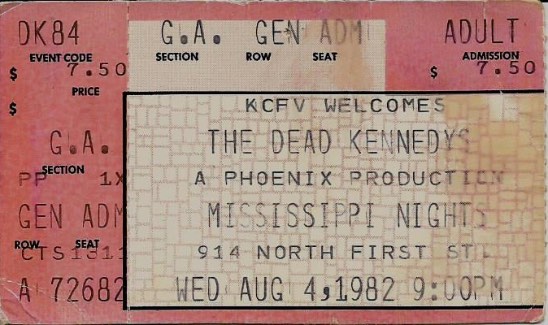 DK84 G.A. GEN ADM ADULT
EVENT CODE SECTION ROW SEAT ADMISSION
$ 7.50 $ 7.50
PRICE
$
KCFV WELCOMES
G.A. THE DEAD KENNEDYS
SECTION
PP 1X A PHOENIX PRODUCTION
GEN ADM MISSISSIPPI NIGHTS
ROW SEAT
914 NORTH FIRST ST L
A 72682 WED AUG 4,1982 9:00PM